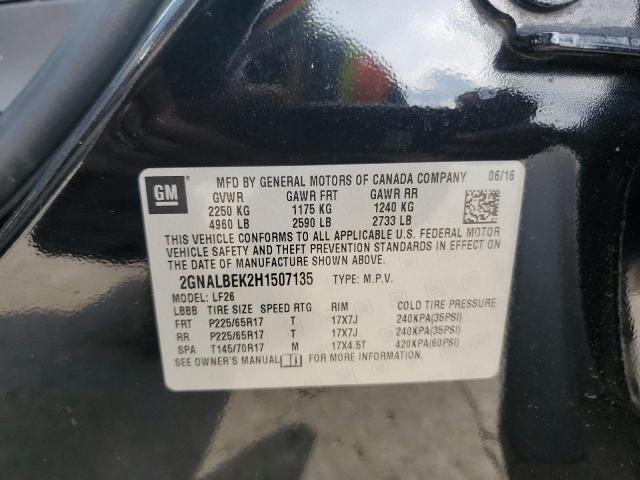 GM
MFD BY GENERAL MOTORS OF CANADA COMPANY 06/16
GVWR GAWR FRT GAWR RR
2250 KG 1175 KG 1240 KG
4960 LB 2590 LB 2733 LB
THIS VEHICLE CONFORMS TO ALL APPLICABLE U.S. FEDERAL MOTOR
VEHICLE SAFETY AND THEFT PREVENTION STANDARDS IN EFFECT ON
THE DATE OF MANUFACTURE SHOWN ABOVE.
2GNALBEK2H1507135 TYPE: M.P.V.
MODEL: LF26
LBBB TIRE SIZE SPEED RTG RIM COLD TIRE PRESSURE
FRT P225/65R17 T 17X7J 240KPA(35PSI)
RR P225/65R17 T 17X7J 240KPA(35PSI)
SPA T145/70R17 M 17X4.5T 420KPA(60PSI)
SEE OWNER'S MANUAL FOR MORE INFORMATION